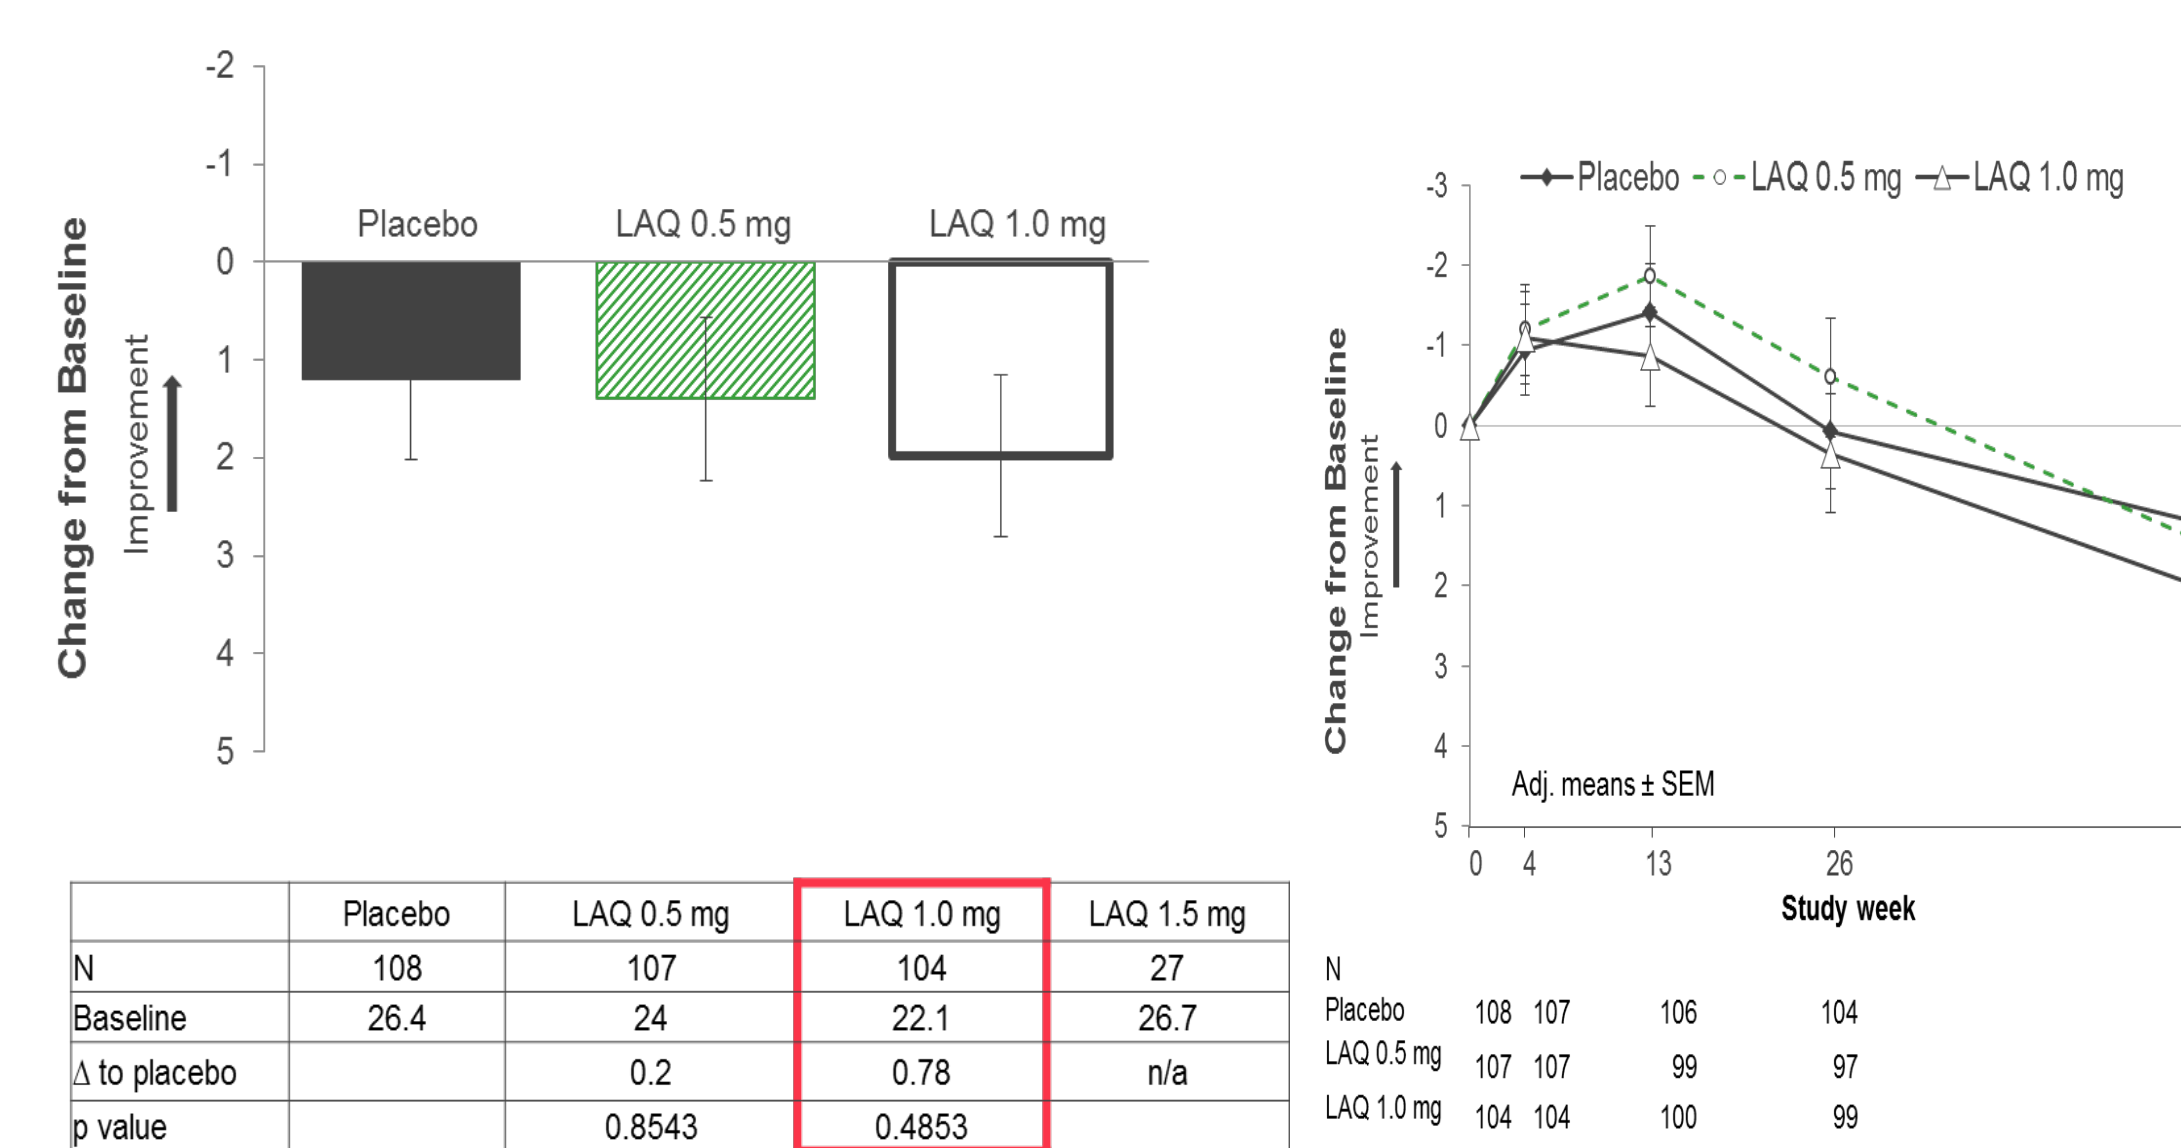 -2
-1
0
1
2
3
4
5
Change from Baseline
Improvement
Placebo
LAQ 0.5 mg
LAQ 1.0 mg
Placebo LAQ 0.5 mg LAQ 1.0 mg LAQ 1.5 mg
N 108 107 104 27
Baseline 26.4 24 22.1 26.7
Δ to placebo 0.2 0.78 n/a
p value 0.8543 0.4853
Placebo LAQ 0.5 mg LAQ 1.0 mg
-3
-2
-1
0
1
2
3
4
5
Change from Baseline
Improvement
Adj. means ± SEM
0 4 13 26
Study week
N
Placebo 108 107 106 104
LAQ 0.5 mg 107 107 99 97
LAQ 1.0 mg 104 104 100 99